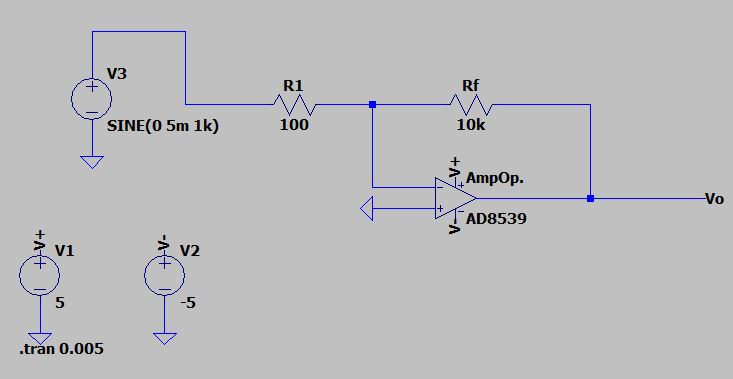 V3
SINE(0 5m 1k)
R1
100
Rf
10k
V+
AmpOp.
AD8539
V-
Vo
V+
V1
5
V-
V2
-5
.tran 0.005